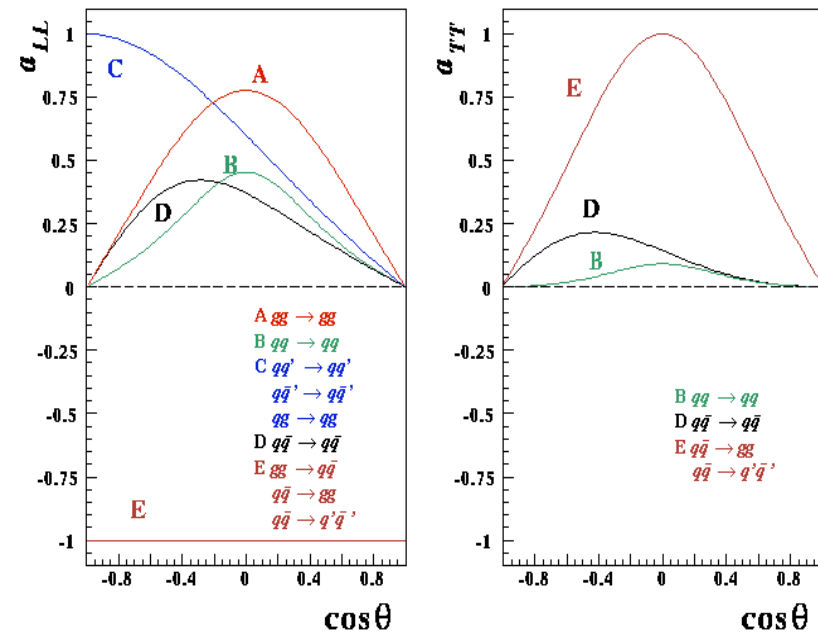 a_LL
1
0.75
0.5
0.25
0
-0.25
-0.5
-0.75
-1
C
A
B
D
A gg → gg
B qq → qq
C qq' → qq'
qq̄' → qq̄'
qg → qg
D qq̄ → qq̄
E gg → qq̄
qq̄ → gg
qq̄ → q'q̄'
E
-0.8 -0.4 0 0.4 0.8
cosθ
a_TT
1
0.75
0.5
0.25
0
-0.25
-0.5
-0.75
-1
E
D
B
B qq → qq
D qq̄ → qq̄
E qq̄ → gg
qq̄ → q'q̄'
-0.8 -0.4 0 0.4 0.8
cosθ